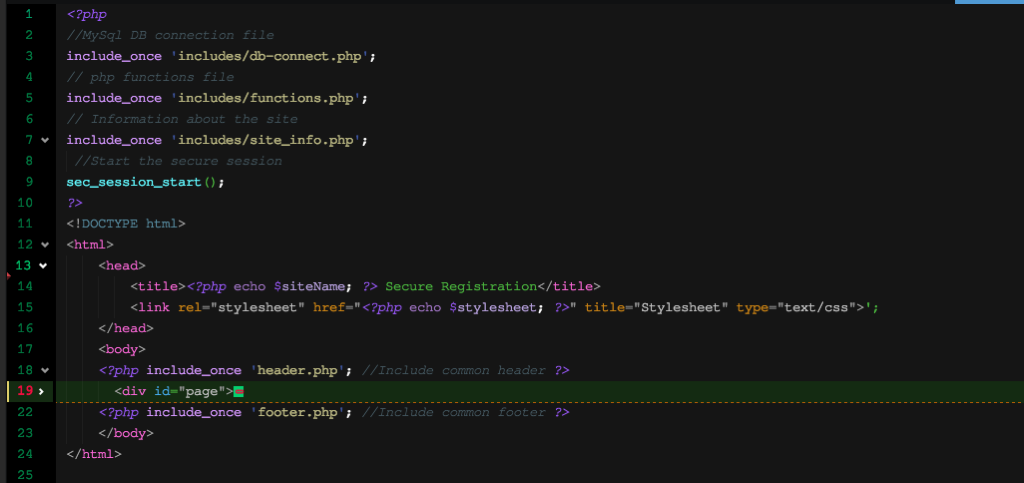 1 <?php
2 //MySql DB connection file
3 include_once 'includes/db-connect.php';
4 // php functions file
5 include_once 'includes/functions.php';
6 // Information about the site
7 include_once 'includes/site_info.php';
8 //Start the secure session
9 sec_session_start();
10 ?>
11 <!DOCTYPE html>
12 <html>
13 <head>
14 <title><?php echo $siteName; ?> Secure Registration</title>
15 <link rel="stylesheet" href="<?php echo $stylesheet; ?>" title="Stylesheet" type="text/css">';
16 </head>
17 <body>
18 <?php include_once 'header.php'; //Include common header ?>
19 <div id="page">
22 <?php include_once 'footer.php'; //Include common footer ?>
23 </body>
24 </html>
25